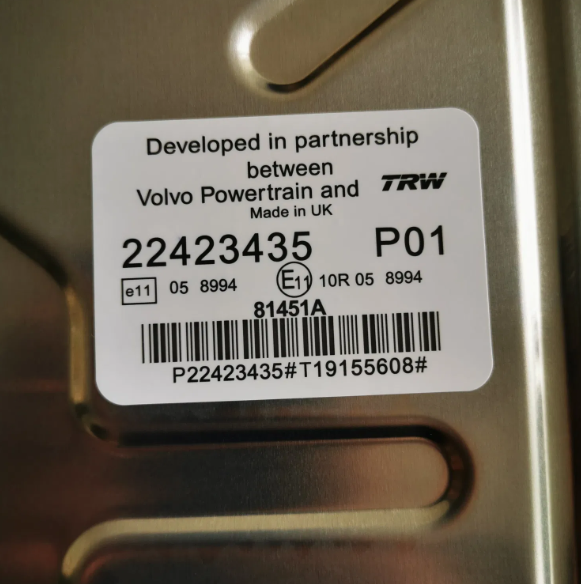 Developed in partnership
between
Volvo Powertrain and TRW
Made in UK
22423435 P01
e11 05 8994 E11 10R 05 8994
81451A
P22423435#T19155608#